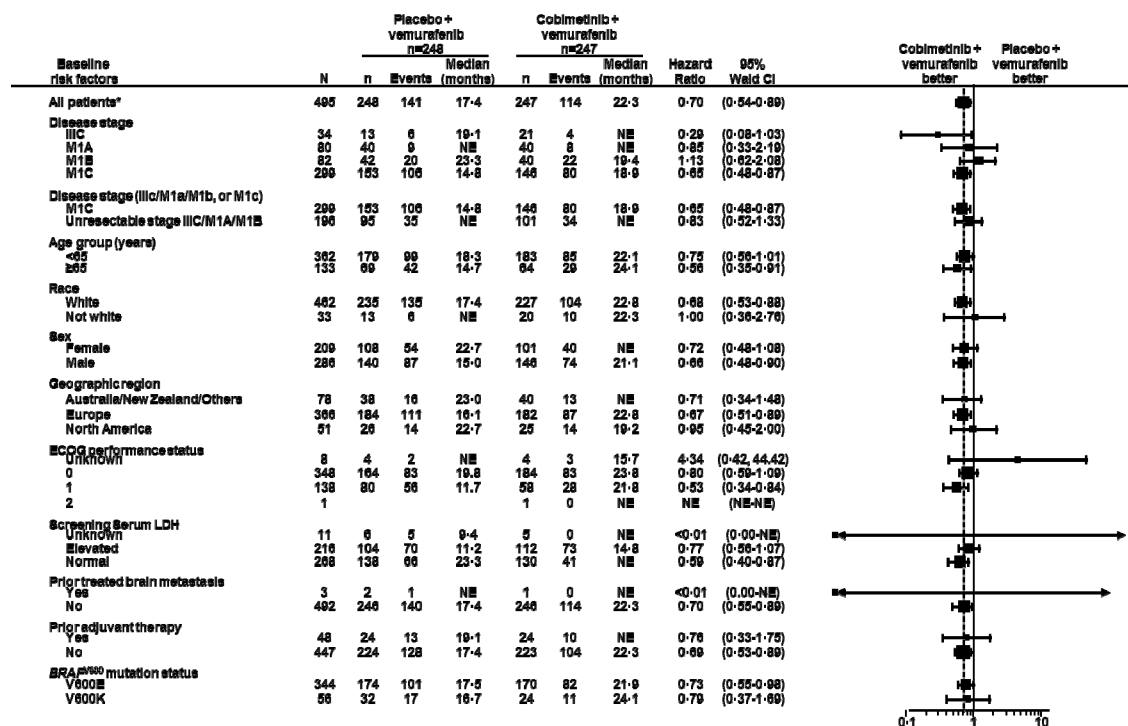 Placebo + Cobimetinib +
vemurafenib vemurafenib
n=248 n=247 Cobimetinib + Placebo +
Baseline Median Median Hazard 95% vemurafenib vemurafenib
risk factors N n Events (months) n Events (months) Ratio Wald CI better better
All patients* 495 248 141 17·4 247 114 22·3 0·70 (0·54-0·89)
Disease stage
IIIC 34 13 6 19·1 21 4 NE 0·29 (0·08-1·03)
M1A 80 40 9 NE 40 8 NE 0·85 (0·33-2·19)
M1B 82 42 20 23·3 40 22 19·4 1·13 (0·62-2·08)
M1C 299 153 106 14·8 146 80 18·9 0·65 (0·48-0·87)
Disease stage (IIIc/M1a/M1b, or M1c)
M1C 299 153 106 14·8 146 80 18·9 0·65 (0·48-0·87)
Unresectable stage IIIC/M1A/M1B 196 95 35 NE 101 34 NE 0·83 (0·52-1·33)
Age group (years)
<65 362 179 99 18·3 183 85 22·1 0·75 (0·56-1·01)
≥65 133 69 42 14·7 64 29 24·1 0·56 (0·35-0·91)
Race
White 462 235 135 17·4 227 104 22·8 0·68 (0·53-0·88)
Not white 33 13 6 NE 20 10 22·3 1·00 (0·36-2·76)
Sex
Female 209 108 54 22·7 101 40 NE 0·72 (0·48-1·08)
Male 286 140 87 15·0 146 74 21·1 0·66 (0·48-0·90)
Geographic region
Australia/New Zealand/Others 78 38 16 23·0 40 13 NE 0·71 (0·34-1·48)
Europe 366 184 111 16·1 182 87 22·8 0·67 (0·51-0·89)
North America 51 26 14 22·7 25 14 19·2 0·95 (0·45-2·00)
ECOG performance status
Unknown 8 4 2 NE 4 3 15·7 4·34 (0·42, 44·42)
0 348 164 83 19·8 184 83 23·8 0·80 (0·59-1·09)
1 138 80 56 11·7 58 28 21·8 0·53 (0·34-0·84)
2 1 1 0 NE NE (NE-NE)
Screening Serum LDH
Unknown 11 6 5 9·4 5 0 NE <0·01 (0·00-NE)
Elevated 216 104 70 11·2 112 73 14·8 0·77 (0·56-1·07)
Normal 268 138 66 23·3 130 41 NE 0·59 (0·40-0·87)
Prior treated brain metastasis
Yes 3 2 1 NE 1 0 NE <0·01 (0.00-NE)
No 492 246 140 17·4 246 114 22·3 0·70 (0·55-0·89)
Prior adjuvant therapy
Yes 48 24 13 19·1 24 10 NE 0·76 (0·33-1·75)
No 447 224 128 17·4 223 104 22·3 0·69 (0·53-0·89)
BRAFV600 mutation status
V600E 344 174 101 17·5 170 82 21·9 0·73 (0·55-0·98)
V600K 56 32 17 16·7 24 11 24·1 0·79 (0·37-1·69)
0·1 1 10